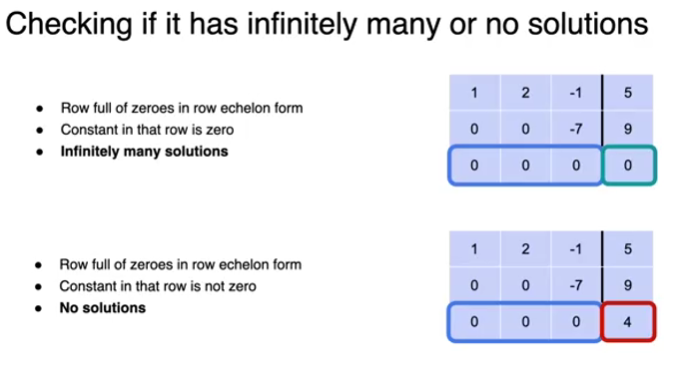 Checking if it has infinitely many or no solutions
● Row full of zeroes in row echelon form
● Constant in that row is zero
● Infinitely many solutions
1 2 -1 5
0 0 -7 9
0 0 0 0
● Row full of zeroes in row echelon form
● Constant in that row is not zero
● No solutions
1 2 -1 5
0 0 -7 9
0 0 0 4